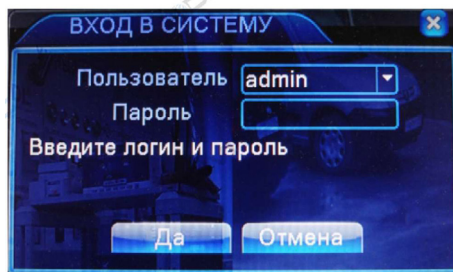 ВХОД В СИСТЕМУ
Пользователь admin
Пароль
Введите логин и пароль
Да Отмена